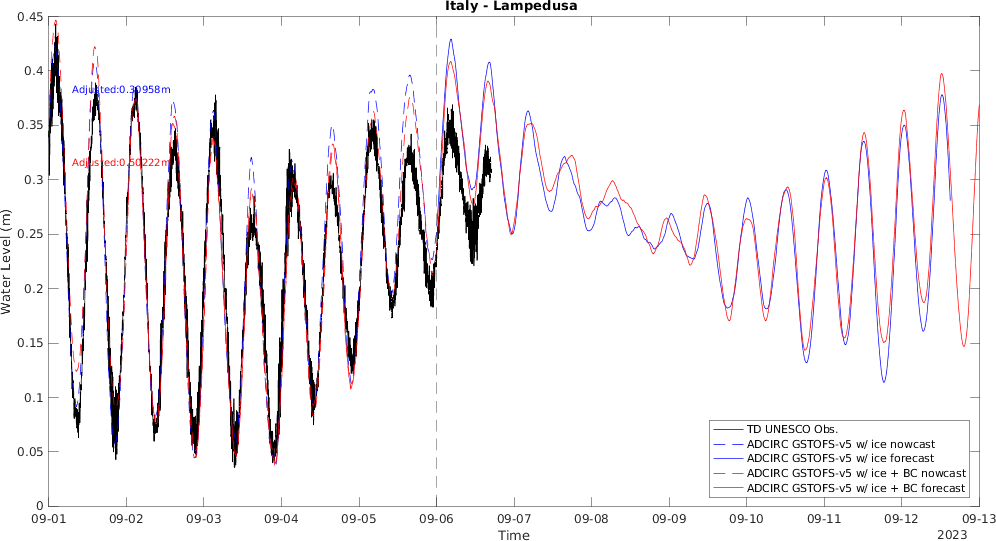 Italy - Lampedusa
0.45
0.4
0.35
0.3
0.25
0.2
0.15
0.1
0.05
0
Water Level (m)
Adjusted:0.30958m
Adjusted:0.50222m
TD UNESCO Obs.
ADCIRC GSTOFS-v5 w/ ice nowcast
ADCIRC GSTOFS-v5 w/ ice forecast
ADCIRC GSTOFS-v5 w/ ice + BC nowcast
ADCIRC GSTOFS-v5 w/ ice + BC forecast
09-01 09-02 09-03 09-04 09-05 09-06 09-07 09-08 09-09 09-10 09-11 09-12 09-13
Time
2023